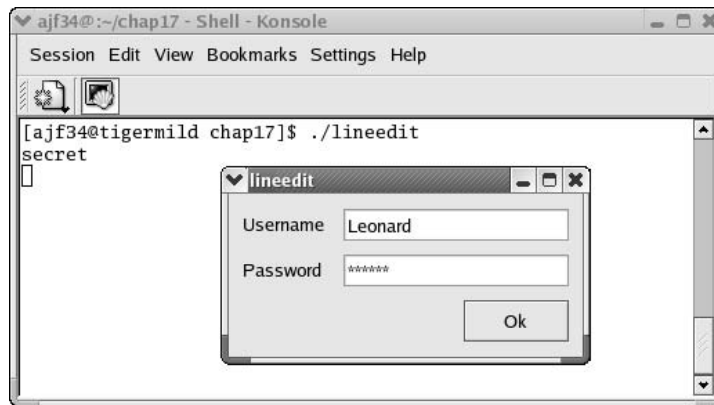 ajf34@:~/chap17 - Shell - Konsole
Session Edit View Bookmarks Settings Help
[ajf34@tigermild chap17]$ ./lineedit
secret
lineedit
Username Leonard
Password ******
Ok